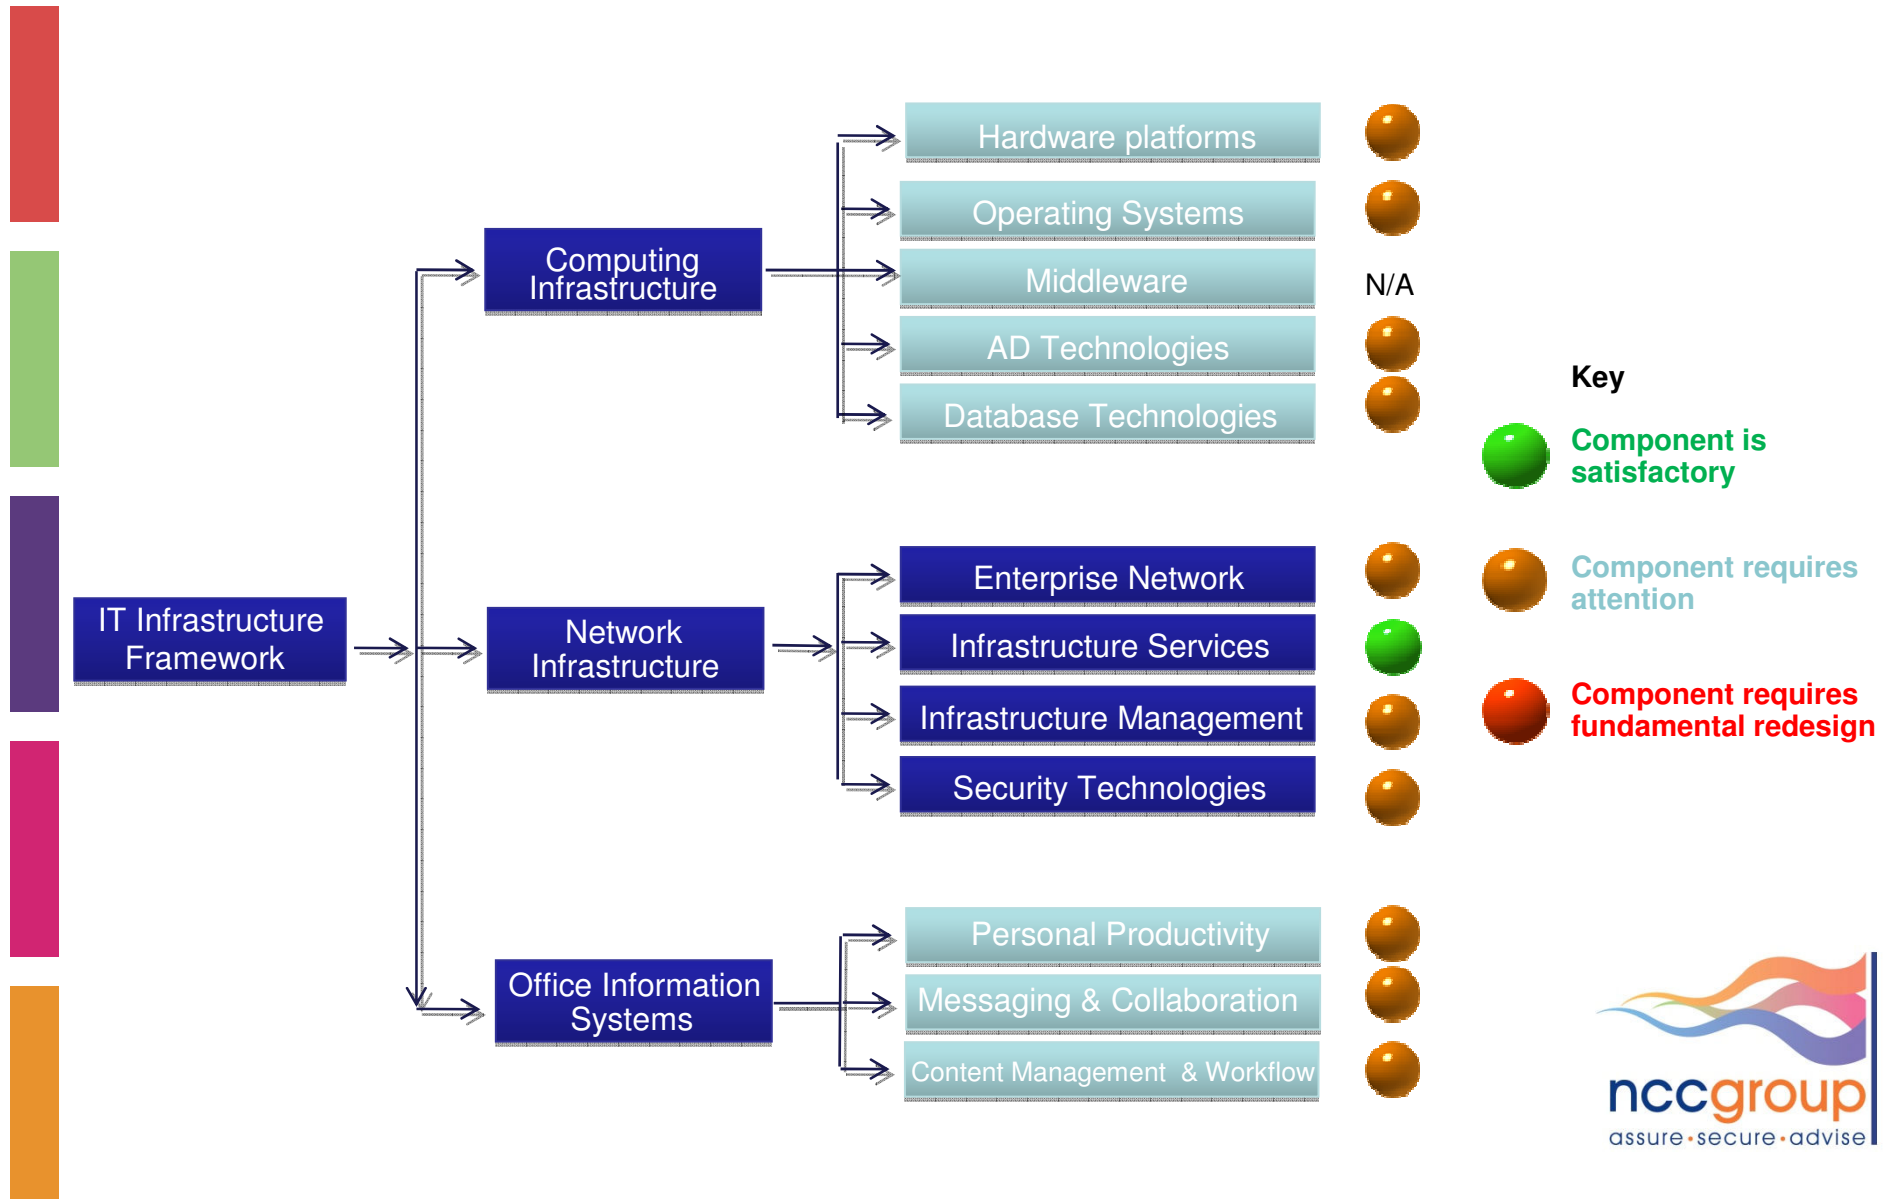 Hardware platforms
Operating Systems
Computing
Infrastructure
Middleware
N/A
AD Technologies
Database Technologies
Key
Component is
satisfactory
Enterprise Network
Component requires
attention
IT Infrastructure
Framework
Network
Infrastructure
Infrastructure Services
Infrastructure Management
Component requires
fundamental redesign
Security Technologies
Personal Productivity
Office Information
Systems
Messaging & Collaboration
Content Management & Workflow
nccgroup
assure•secure•advise